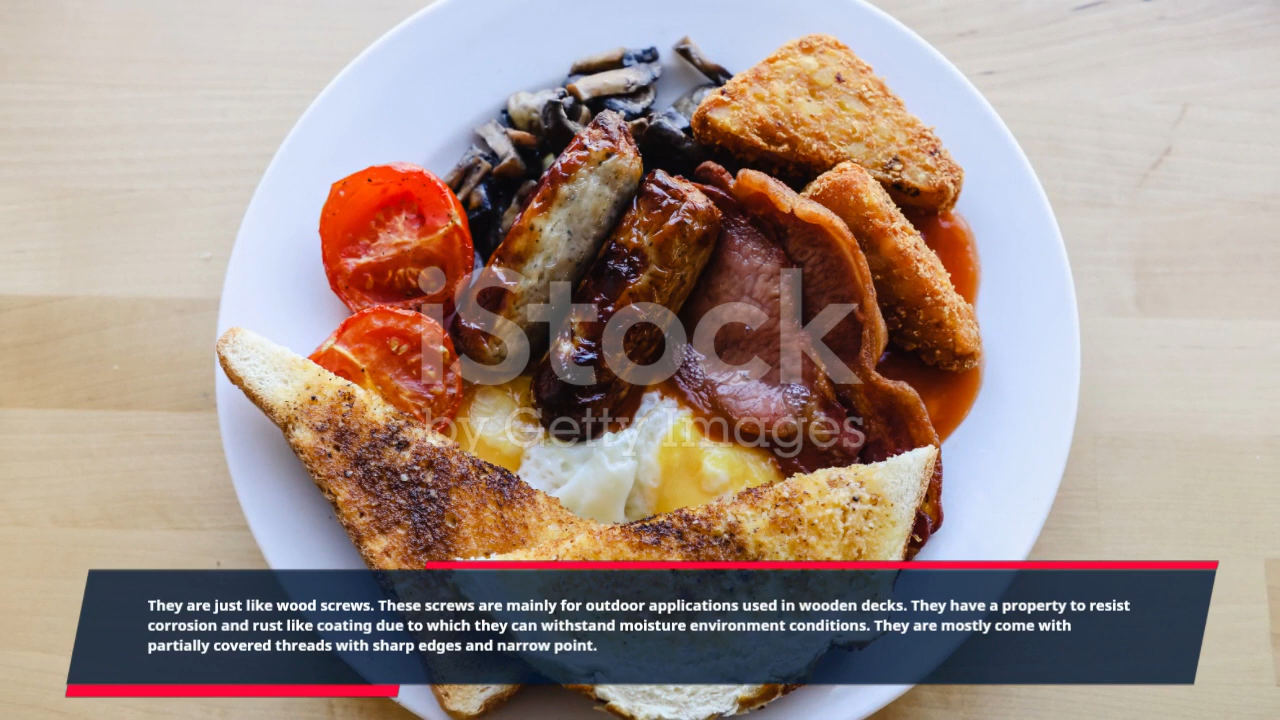 iStock
by Getty Images
They are just like wood screws. These screws are mainly for outdoor applications used in wooden decks. They have a property to resist
corrosion and rust like coating due to which they can withstand moisture environment conditions. They are mostly come with
partially covered threads with sharp edges and narrow point.